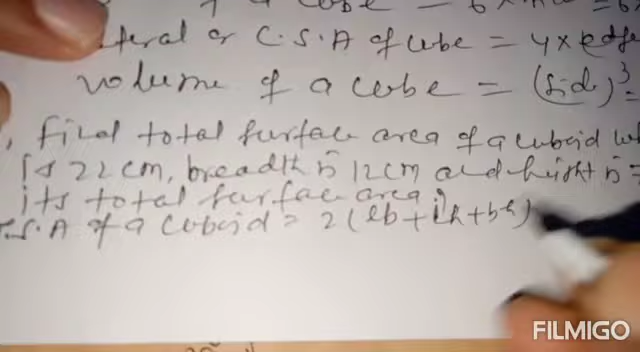 cube =
lateral or C.S.A of cube = 4 x edge
volume of a cube = (side)³ =
, find total surface area of a cuboid
is 22 cm, breadth is 12 cm and height is =
its total surface area?
T.S.A of a cuboid = 2(lb + lh + bh)
FILMIGO